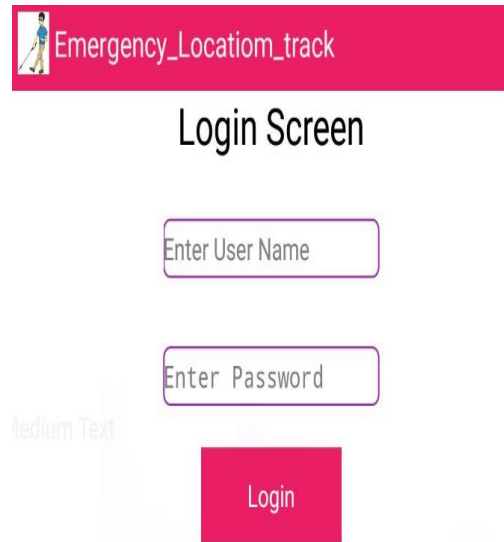 Emergency_Locatiom_track
Login Screen
Enter User Name
Enter Password
Medium Text
Login